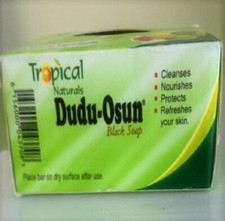 Tropical
Naturals
Dudu-Osun®
Black Soap
Cleanses
Nourishes
Protects
Refreshes
your skin.
Place bar on dry surface after use.